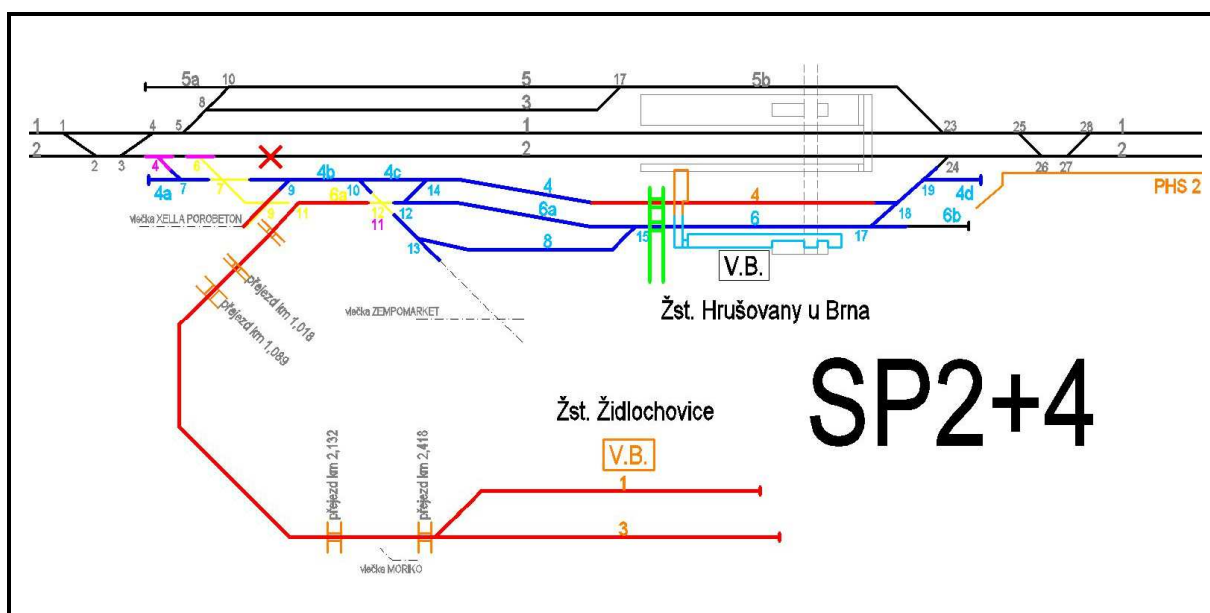 5a 10 5 17 5b
8 3
1 1 4 5 1 23 25 28 1
2 2 3 2 24 26 27 2
4 6
4a 7 7 4b 4c 4 4 19 4d PHS 2
9 10 14
vlečka XELLA POROBETON 9 11 6a 12 12 6a 18 6b
11 15 6 17
13 8
V.B.
přejezd km 1,018
přejezd km 1,089
vlečka ZEMPOMARKET
Žst. Hrušovany u Brna
SP2+4
Žst. Židlochovice
V.B.
přejezd km 2,132
přejezd km 2,418
1
3
vlečka MORIKO